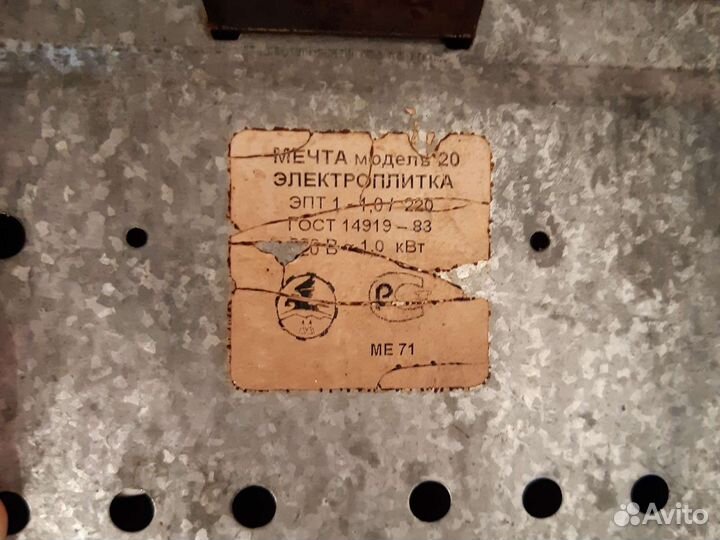 МЕЧТА модель 20
ЭЛЕКТРОПЛИТКА
ЭПТ 1 - 1,0 / 220
ГОСТ 14919 – 83
220 В ~ 1,0 кВт
РС
МЕ 71
Avito